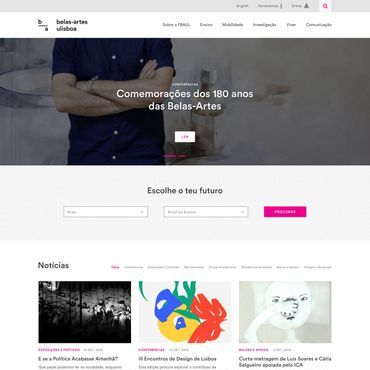 English Ferramentas Entrar
b belas-artes
a ulisboa
Sobre a FBAUL Ensino Mobilidade Investigação Viver Comunicação
CONFERÊNCIAS
Comemorações dos 180 anos
das Belas-Artes
LER
Escolhe o teu futuro
Área
Nível de Ensino
PROCURAR
Notícias
Todas Conferências Exposições e Festivais Recrutamento Provas Académicas Residências Artísticas Bolsas e Apoios Estágios e Emprego
EXPOSIÇÕES E FESTIVAIS
E se a Política Acabasse Amanhã?
Que papel podemos ter na sociedade, enquanto
CONFERÊNCIAS
III Encontros de Design de Lisboa
Esta edição procura explorar o contributo da
BOLSAS E APOIOS
Curta-metragem de Luís Soares e Cátia
Salgueiro apoiada pelo ICA